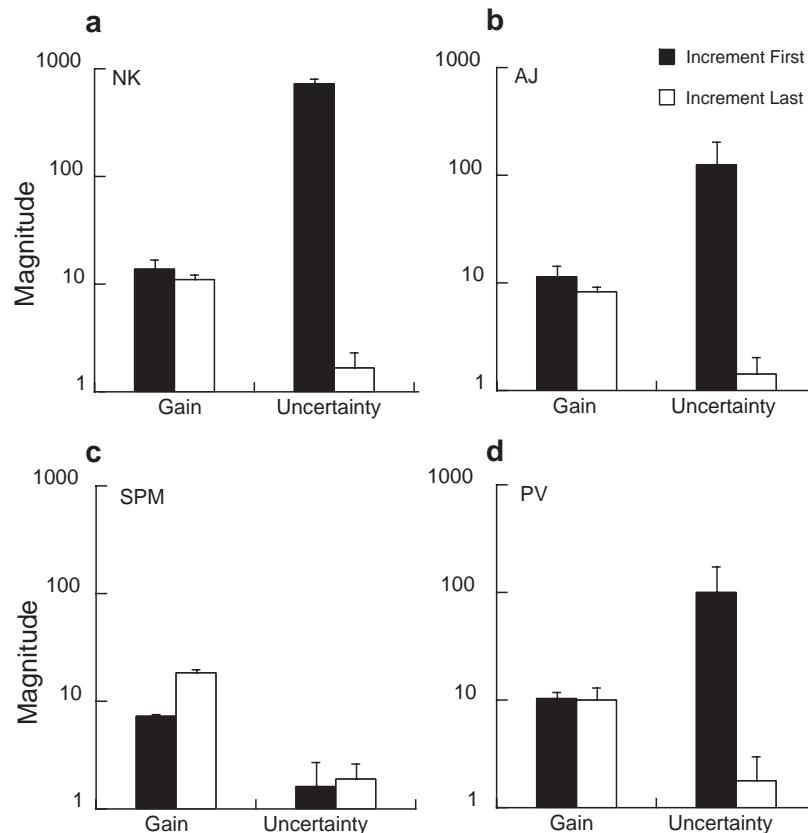 a
NK
1000
100
10
1
Magnitude
Gain
Uncertainty
b
AJ
1000
100
10
1
Increment First
Increment Last
Gain
Uncertainty
c
SPM
1000
100
10
1
Magnitude
Gain
Uncertainty
d
PV
1000
100
10
1
Gain
Uncertainty